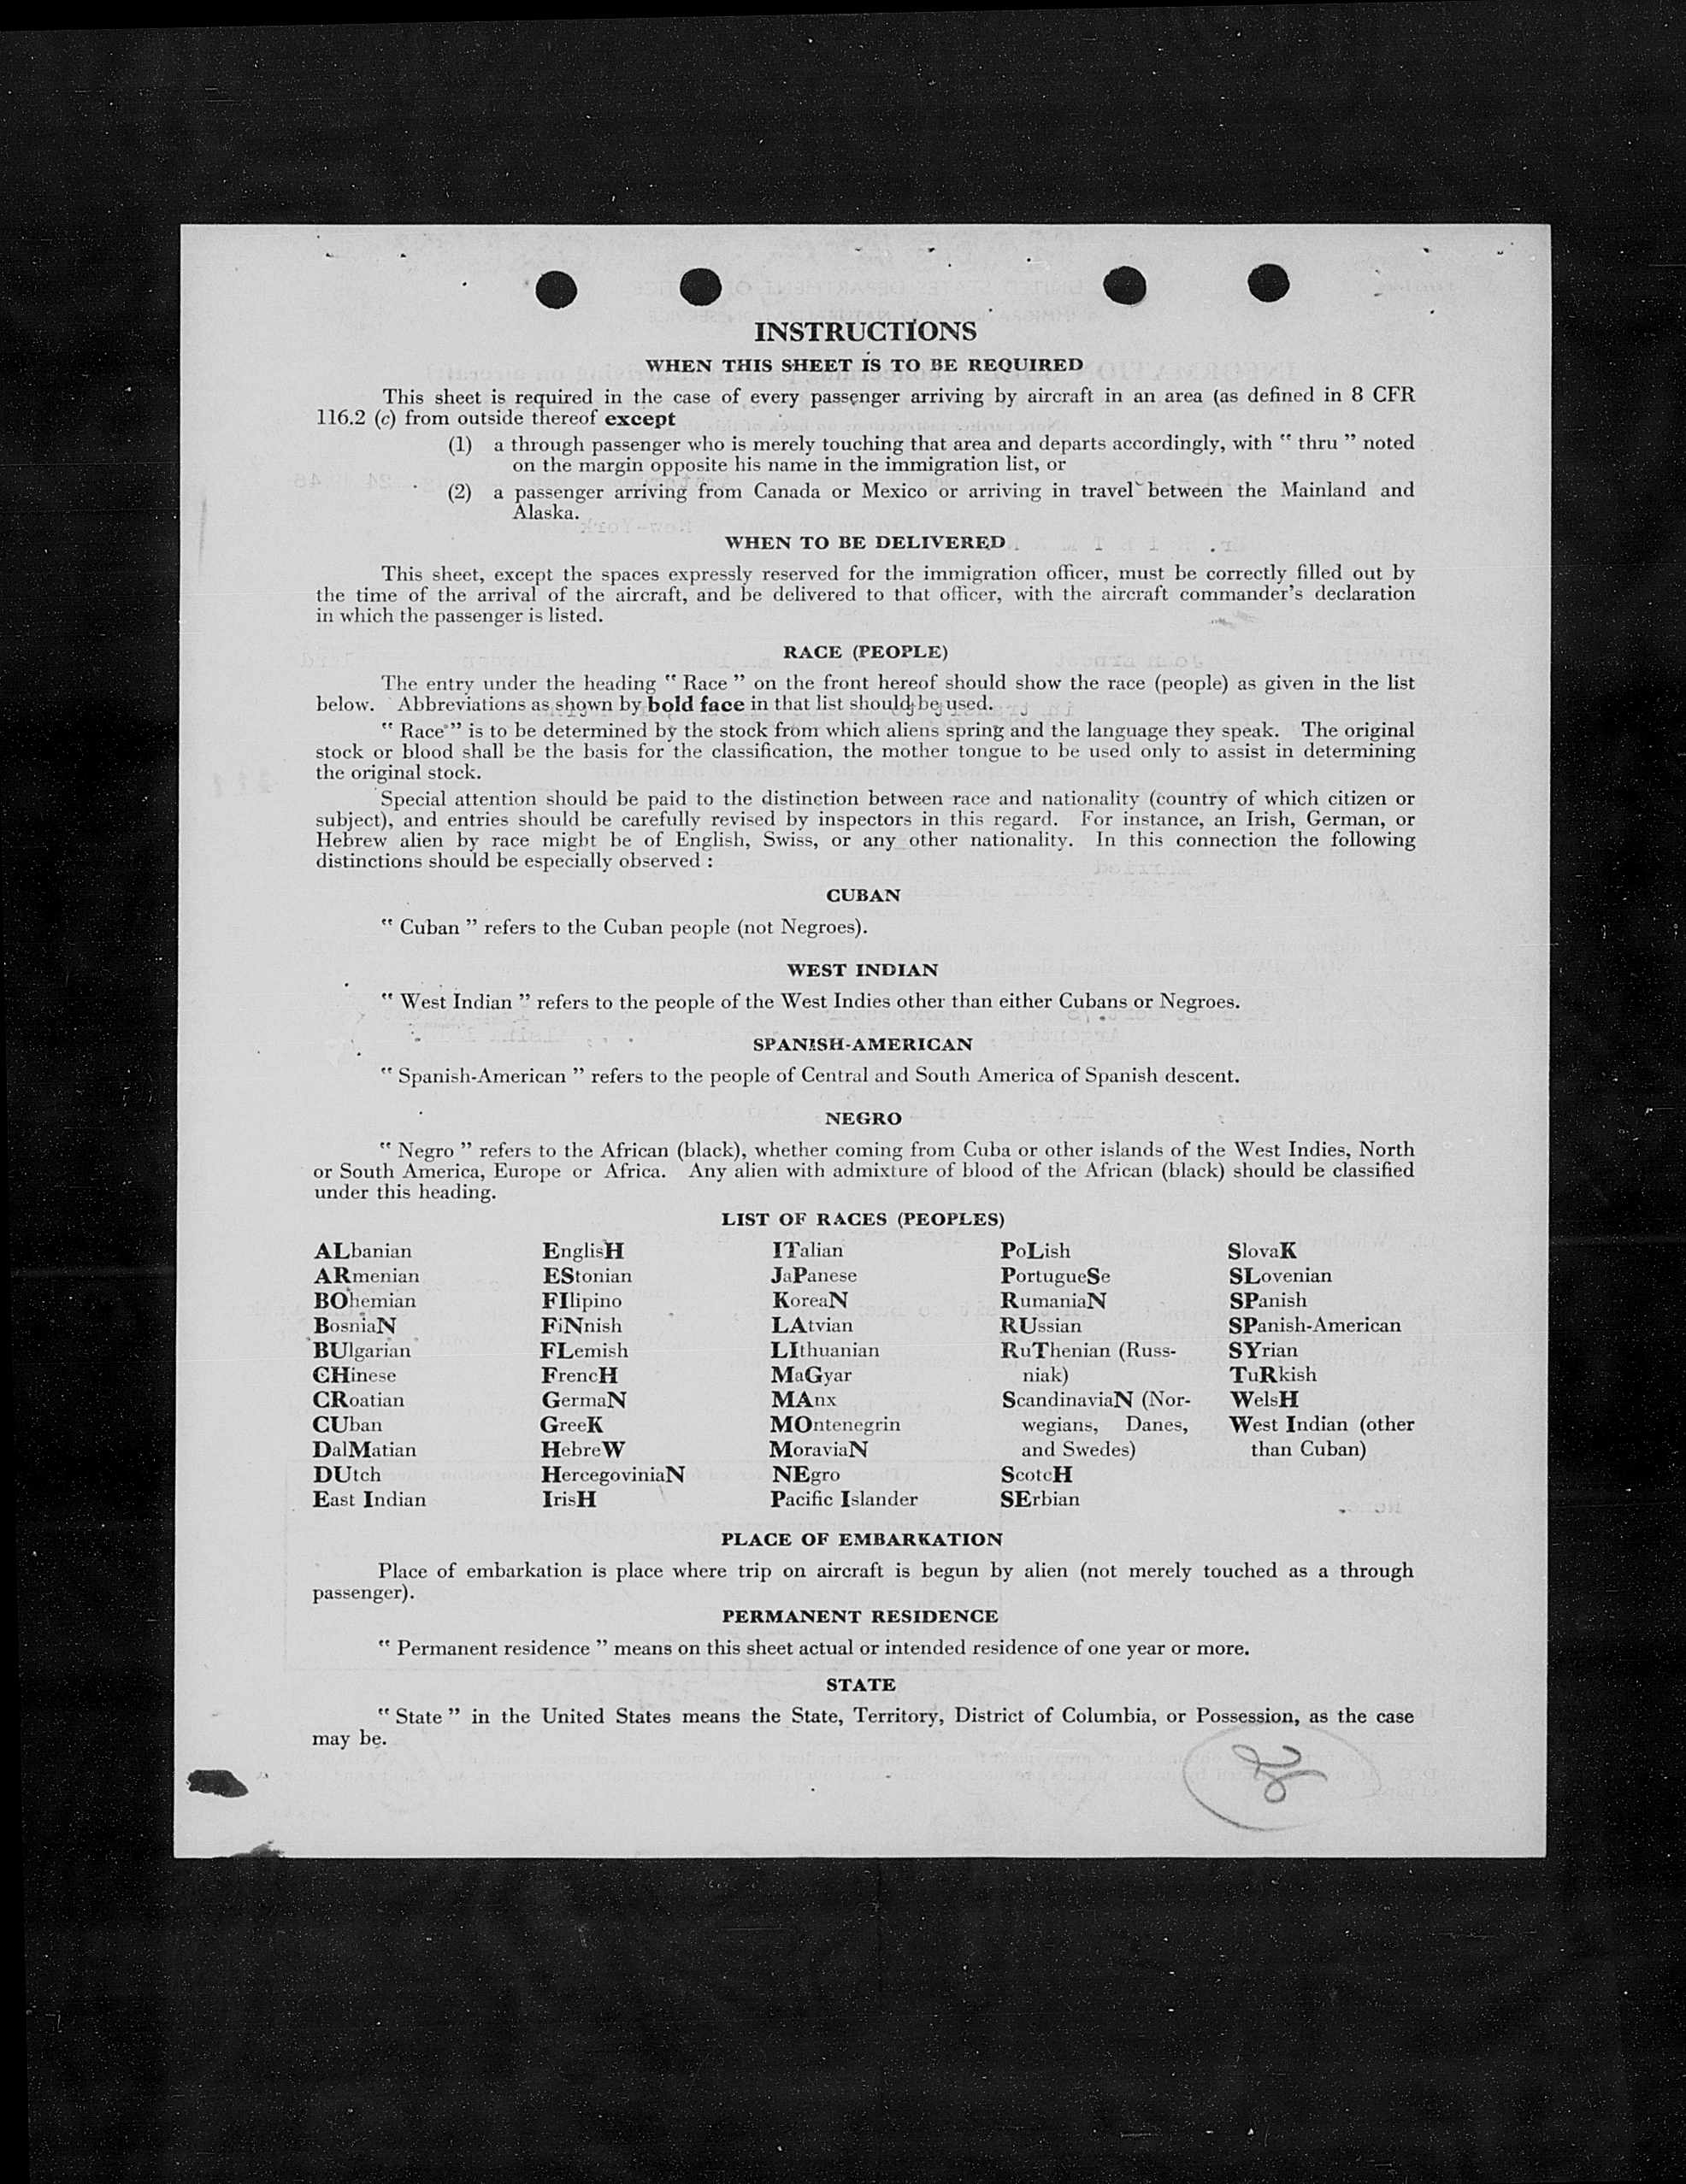 INSTRUCTIONS
WHEN THIS SHEET IS TO BE REQUIRED
This sheet is required in the case of every passenger arriving by aircraft in an area (as defined in 8 CFR
116.2 (c) from outside thereof except
(1) a through passenger who is merely touching that area and departs accordingly, with " thru " noted
on the margin opposite his name in the immigration list, or
(2) a passenger arriving from Canada or Mexico or arriving in travel between the Mainland and
Alaska.
WHEN TO BE DELIVERED
This sheet, except the spaces expressly reserved for the immigration officer, must be correctly filled out by
the time of the arrival of the aircraft, and be delivered to that officer, with the aircraft commander's declaration
in which the passenger is listed.
RACE (PEOPLE)
The entry under the heading " Race " on the front hereof should show the race (people) as given in the list
below. Abbreviations as shown by bold face in that list should be used.
" Race " is to be determined by the stock from which aliens spring and the language they speak. The original
stock or blood shall be the basis for the classification, the mother tongue to be used only to assist in determining
the original stock.
Special attention should be paid to the distinction between race and nationality (country of which citizen or
subject), and entries should be carefully revised by inspectors in this regard. For instance, an Irish, German, or
Hebrew alien by race might be of English, Swiss, or any other nationality. In this connection the following
distinctions should be especially observed :
CUBAN
" Cuban " refers to the Cuban people (not Negroes).
WEST INDIAN
" West Indian " refers to the people of the West Indies other than either Cubans or Negroes.
SPANISH-AMERICAN
" Spanish-American " refers to the people of Central and South America of Spanish descent.
NEGRO
" Negro " refers to the African (black), whether coming from Cuba or other islands of the West Indies, North
or South America, Europe or Africa. Any alien with admixture of blood of the African (black) should be classified
under this heading.
LIST OF RACES (PEOPLES)
ALbanian
ARmenian
BOhemian
BosniaN
BUlgarian
CHinese
CRoatian
CUban
DalMatian
DUtch
East Indian
EnglisH
EStonian
FIlipino
FiNnish
FLemish
FrencH
GermaN
GreeK
HebreW
HercegoviniaN
IrisH
ITalian
JaPanese
KoreaN
LAtvian
LIthuanian
MaGyar
MAnx
MOntenegrin
MoraviaN
NEgro
Pacific Islander
PoLish
PortugueSe
RumaniaN
RUssian
RuThenian (Russ-
niak)
ScandinaviaN (Nor-
wegians, Danes,
and Swedes)
ScotcH
SErbian
SlovaK
SLovenian
SPanish
SPanish-American
SYrian
TuRkish
WelsH
West Indian (other
than Cuban)
PLACE OF EMBARKATION
Place of embarkation is place where trip on aircraft is begun by alien (not merely touched as a through
passenger).
PERMANENT RESIDENCE
" Permanent residence " means on this sheet actual or intended residence of one year or more.
STATE
" State " in the United States means the State, Territory, District of Columbia, or Possession, as the case
may be.